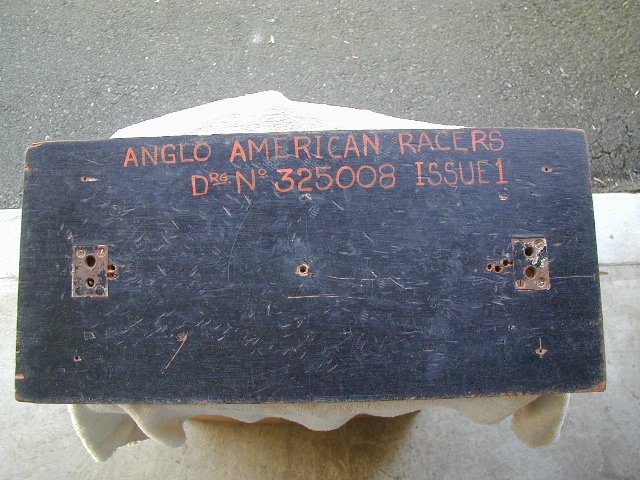 ANGLO AMERICAN RACERS
DRG Nº 325008 ISSUE 1